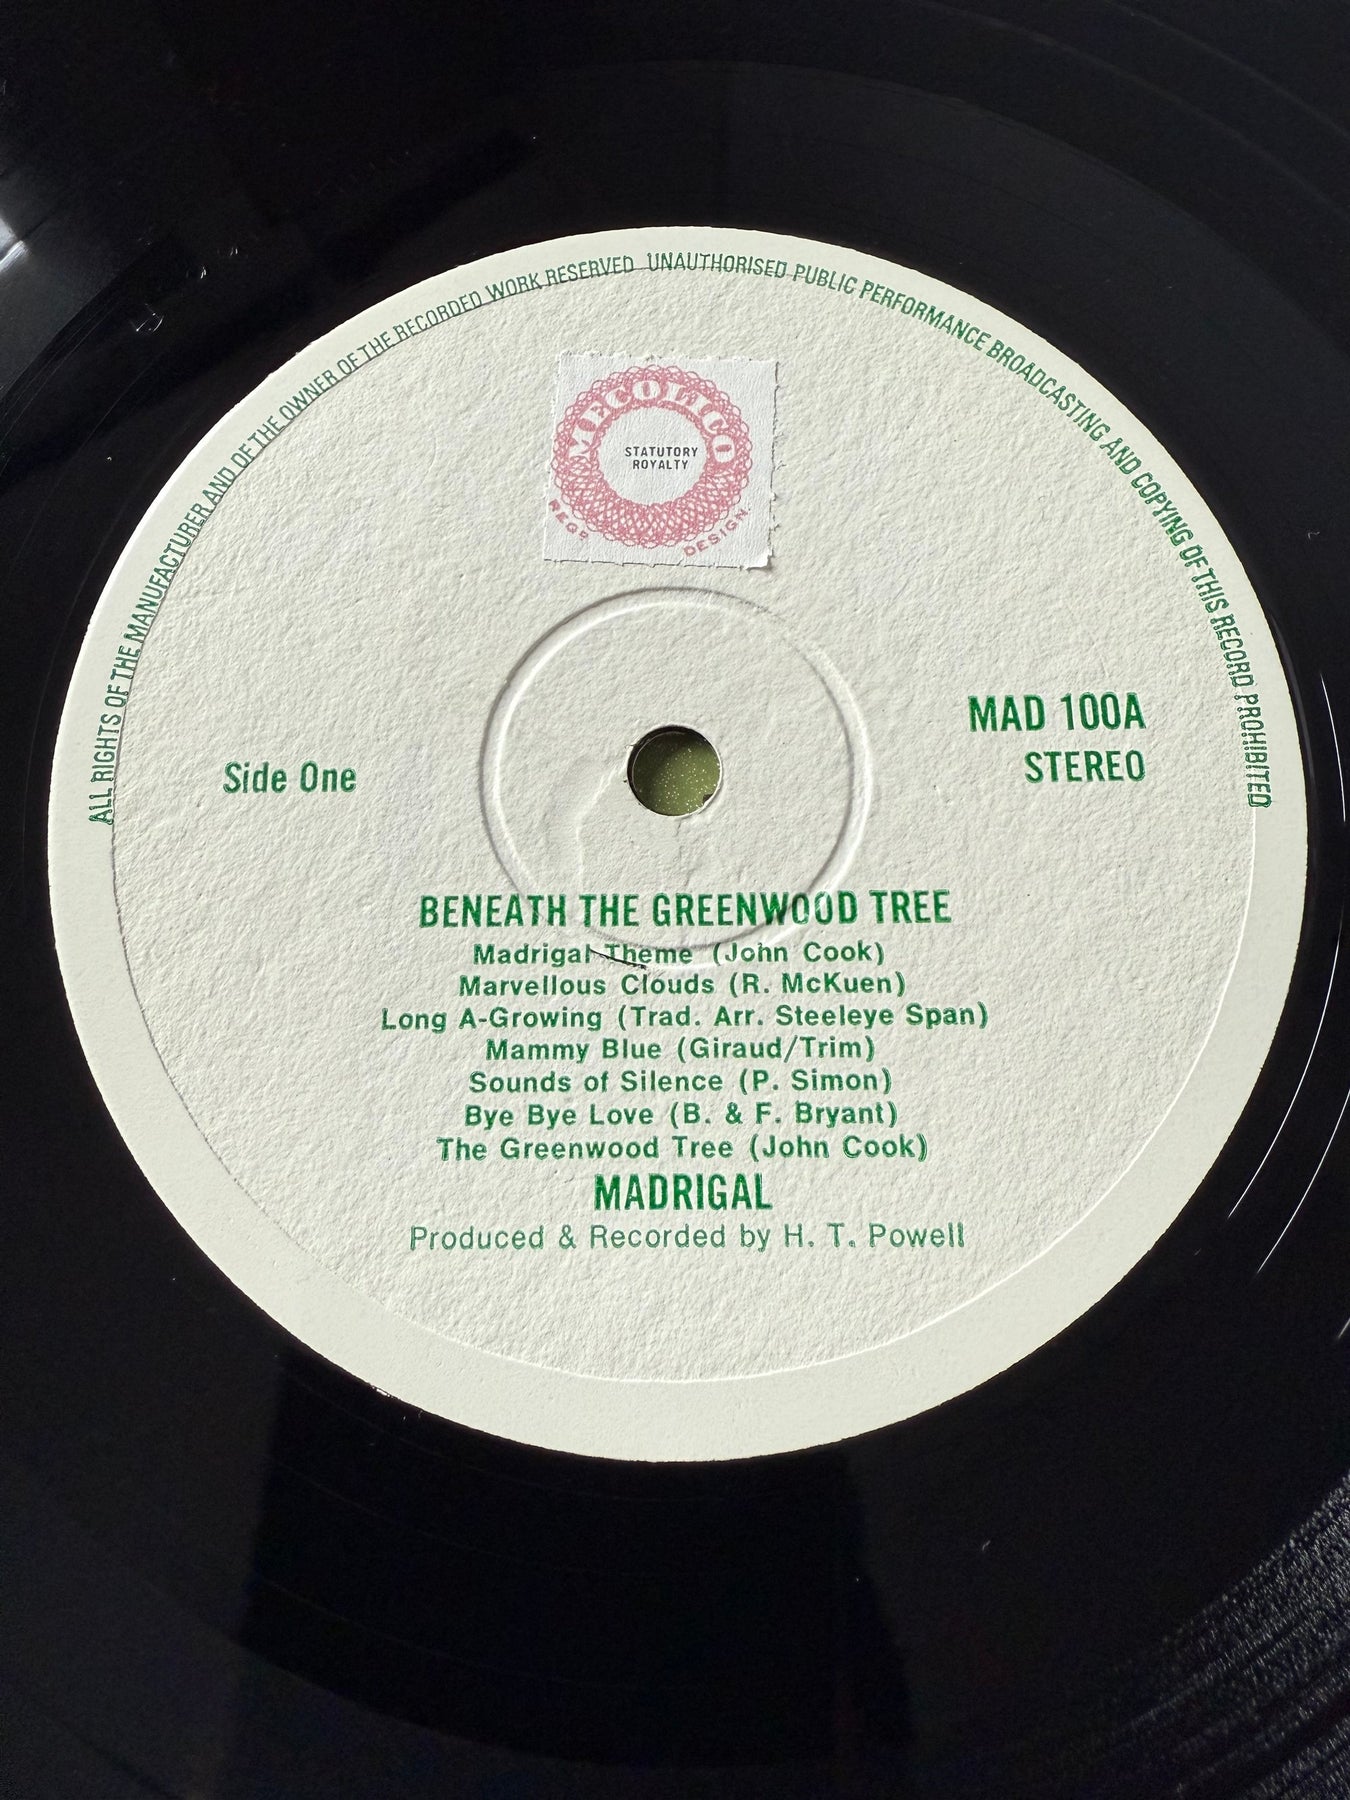 ALL RIGHTS OF THE MANUFACTURER AND OF THE OWNER OF THE RECORDED WORK RESERVED UNAUTHORISED PUBLIC PERFORMANCE BROADCASTING AND COPYING OF THIS RECORD PROHIBITED
MECOLICO
STATUTORY
ROYALTY
REGD DESIGN
MAD 100A
STEREO
Side One
BENEATH THE GREENWOOD TREE
Madrigal Theme (John Cook)
Marvellous Clouds (R. McKuen)
Long A-Growing (Trad. Arr. Steeleye Span)
Mammy Blue (Giraud/Trim)
Sounds of Silence (P. Simon)
Bye Bye Love (B. & F. Bryant)
The Greenwood Tree (John Cook)
MADRIGAL
Produced & Recorded by H. T. Powell